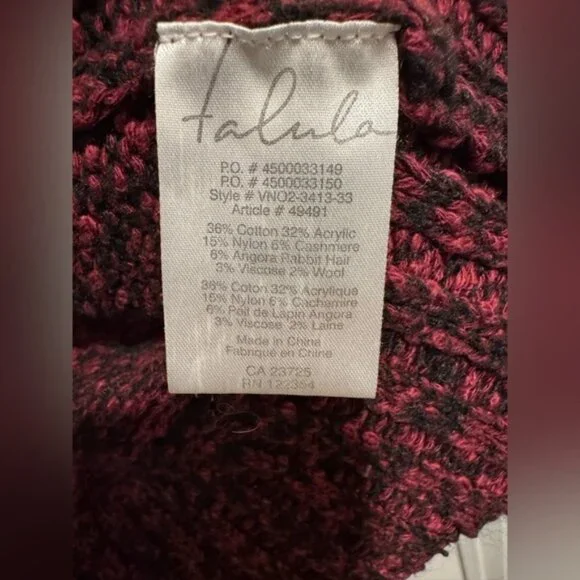 Talula
P.O. # 4500033149
P.O. # 4500033150
Style # VNO2-3413-33
Article # 49491
36% Cotton 32% Acrylic
15% Nylon 6% Cashmere
6% Angora Rabbit Hair
3% Viscose 2% Wool
36% Coton 32% Acrylique
15% Nylon 6% Cachemire
6% Poil de Lapin Angora
3% Viscose 2% Laine
Made in China
Fabriqué en Chine
CA 23725
RN 122354